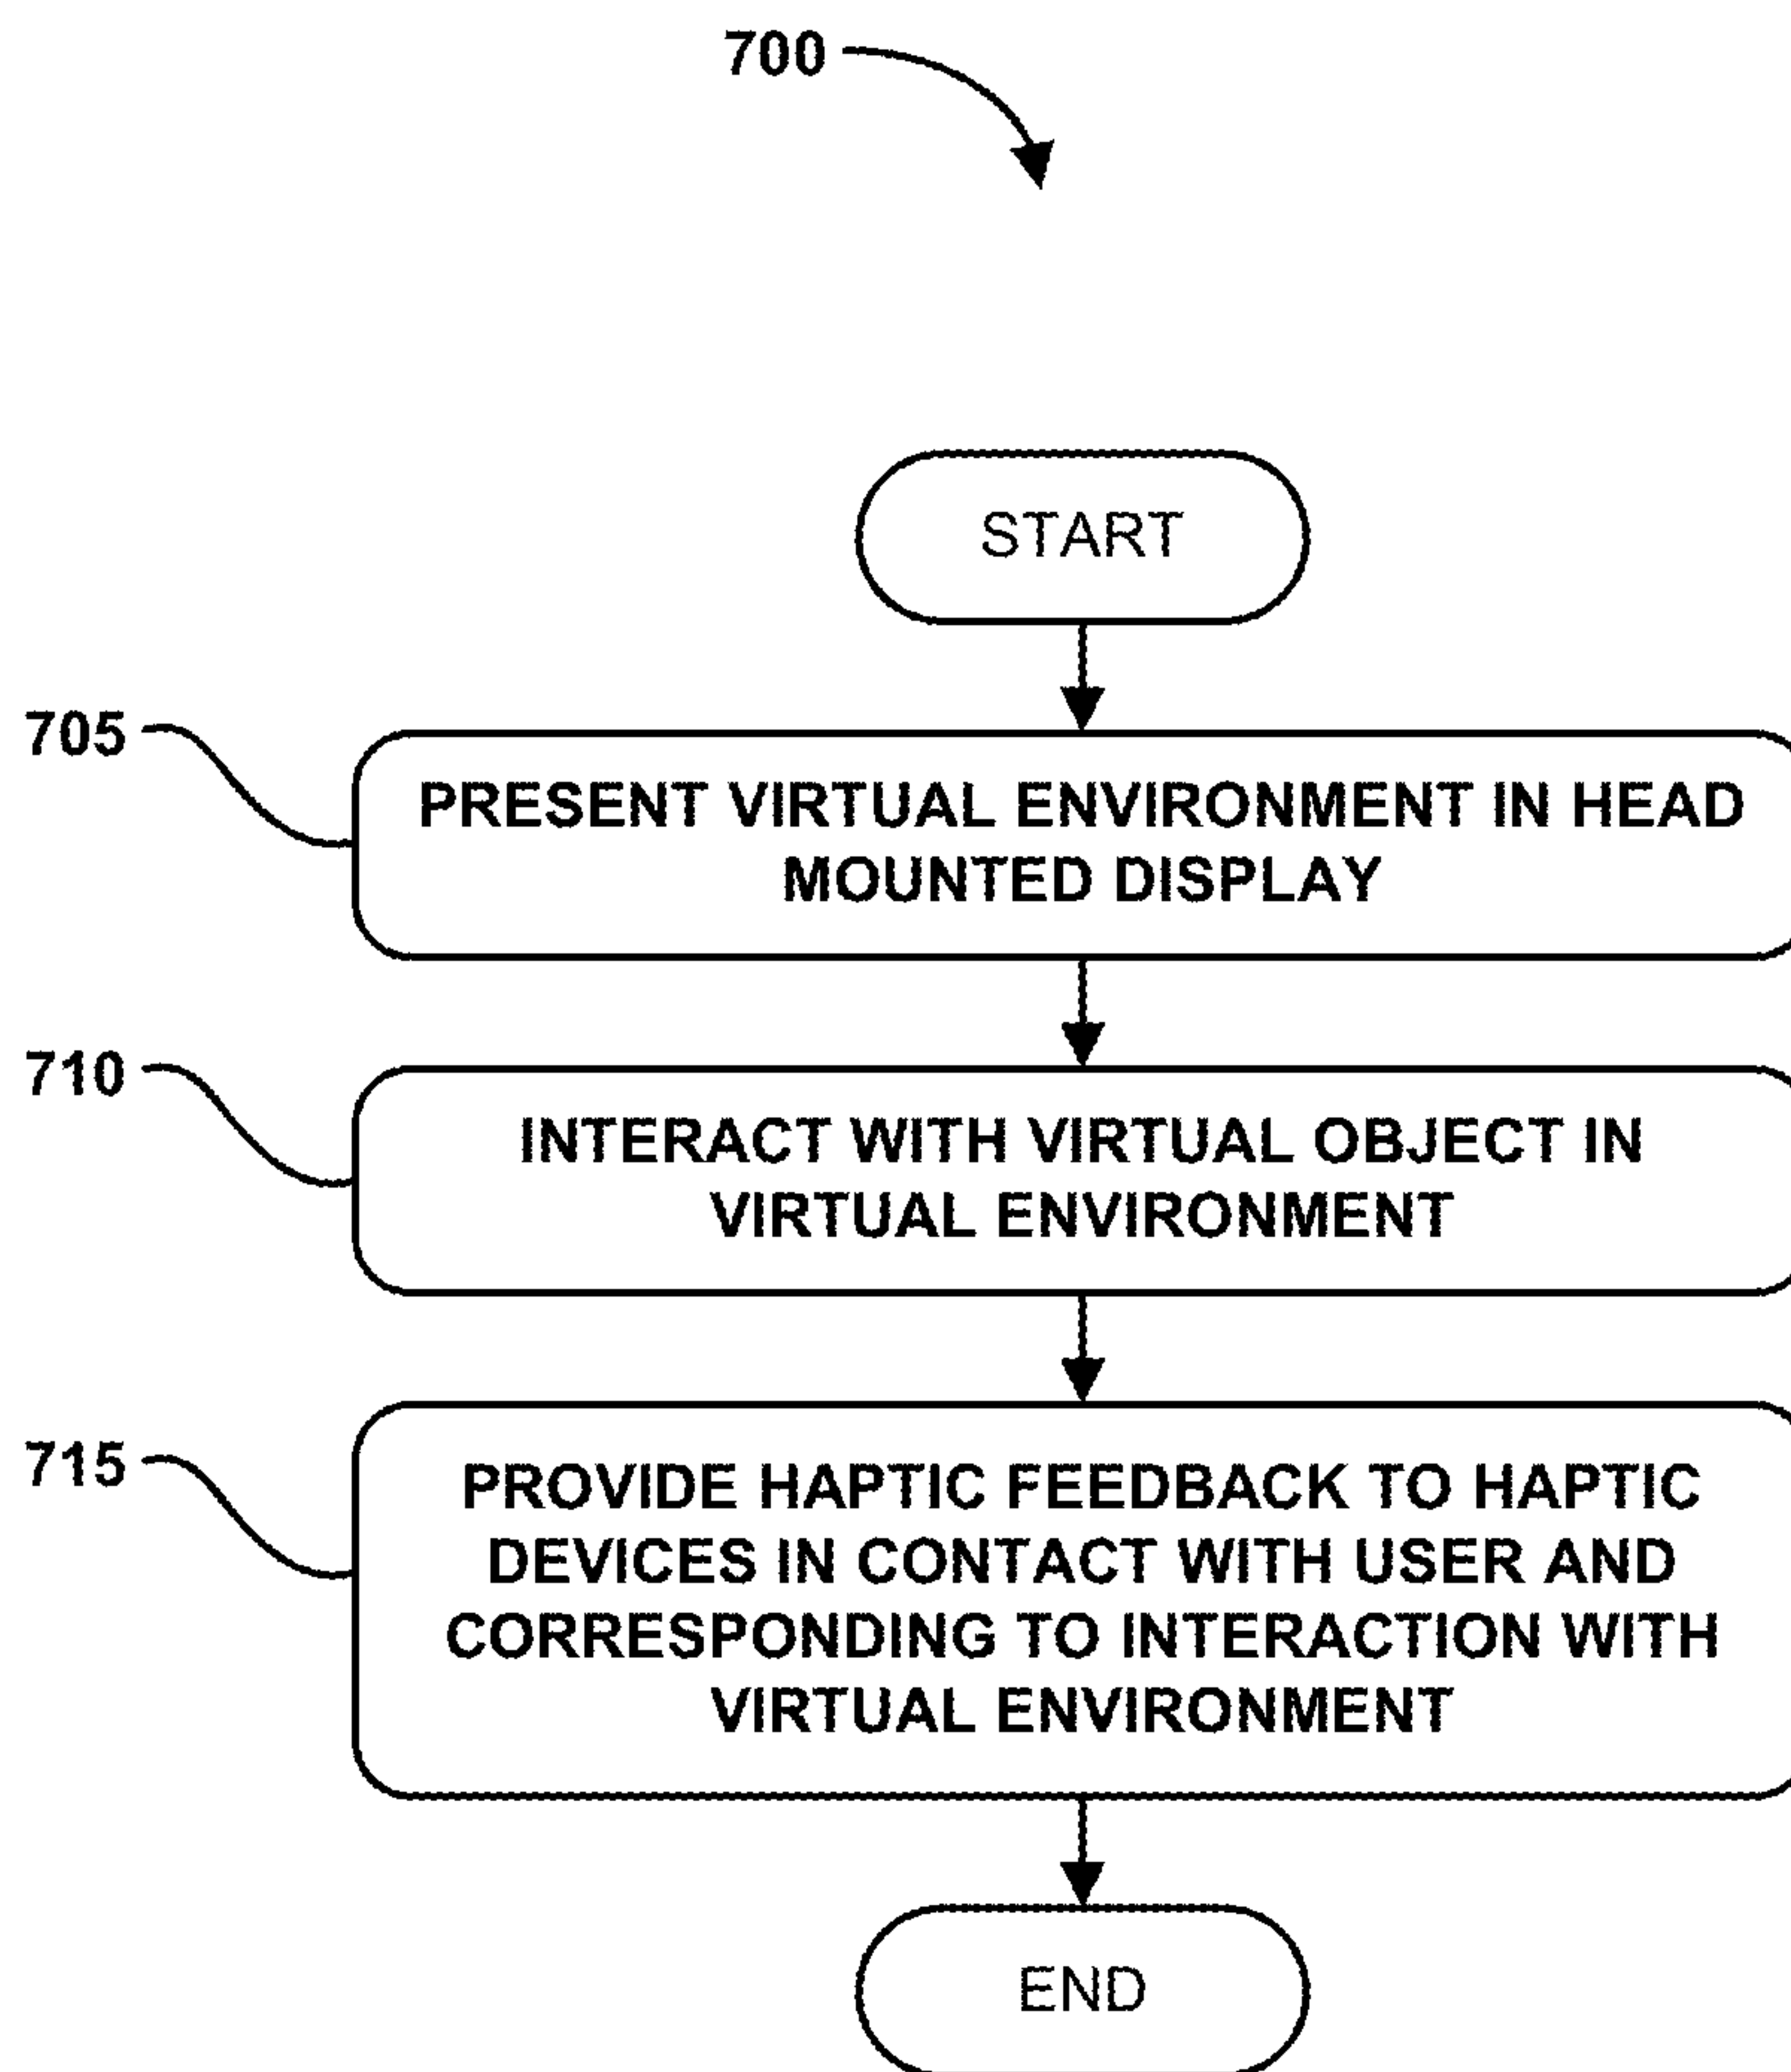 700
START
705
PRESENT VIRTUAL ENVIRONMENT IN HEAD
MOUNTED DISPLAY
710
INTERACT WITH VIRTUAL OBJECT IN
VIRTUAL ENVIRONMENT
715
PROVIDE HAPTIC FEEDBACK TO HAPTIC
DEVICES IN CONTACT WITH USER AND
CORRESPONDING TO INTERACTION WITH
VIRTUAL ENVIRONMENT
END